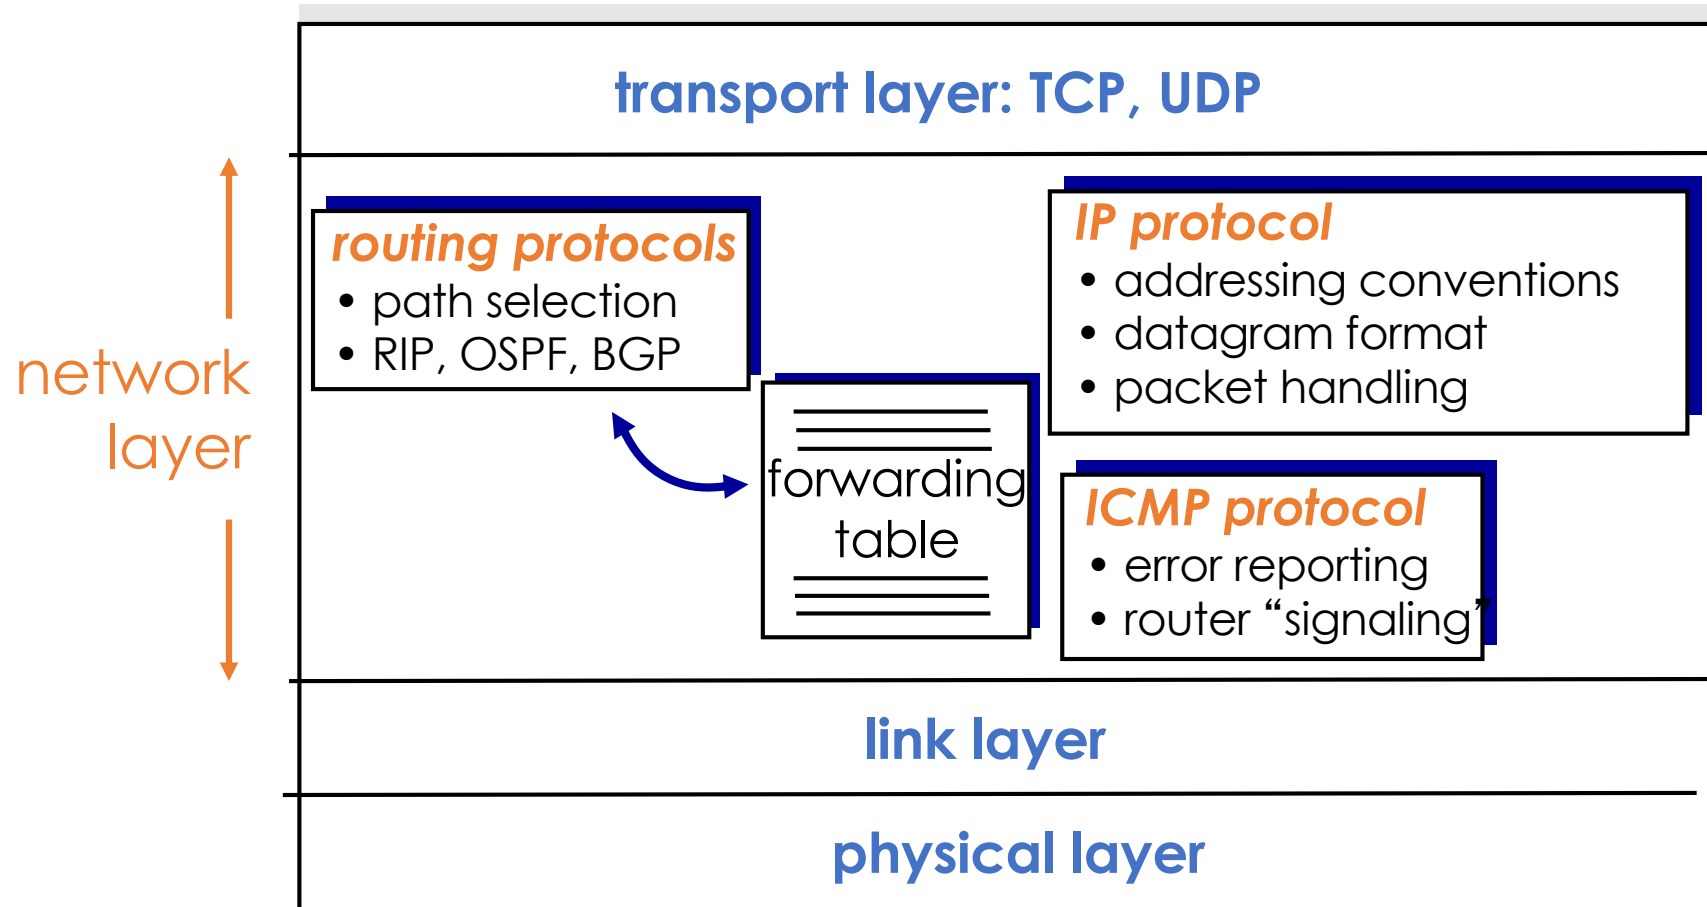 transport layer: TCP, UDP
network
layer
routing protocols
• path selection
• RIP, OSPF, BGP
forwarding
table
IP protocol
• addressing conventions
• datagram format
• packet handling
ICMP protocol
• error reporting
• router “signaling”
link layer
physical layer